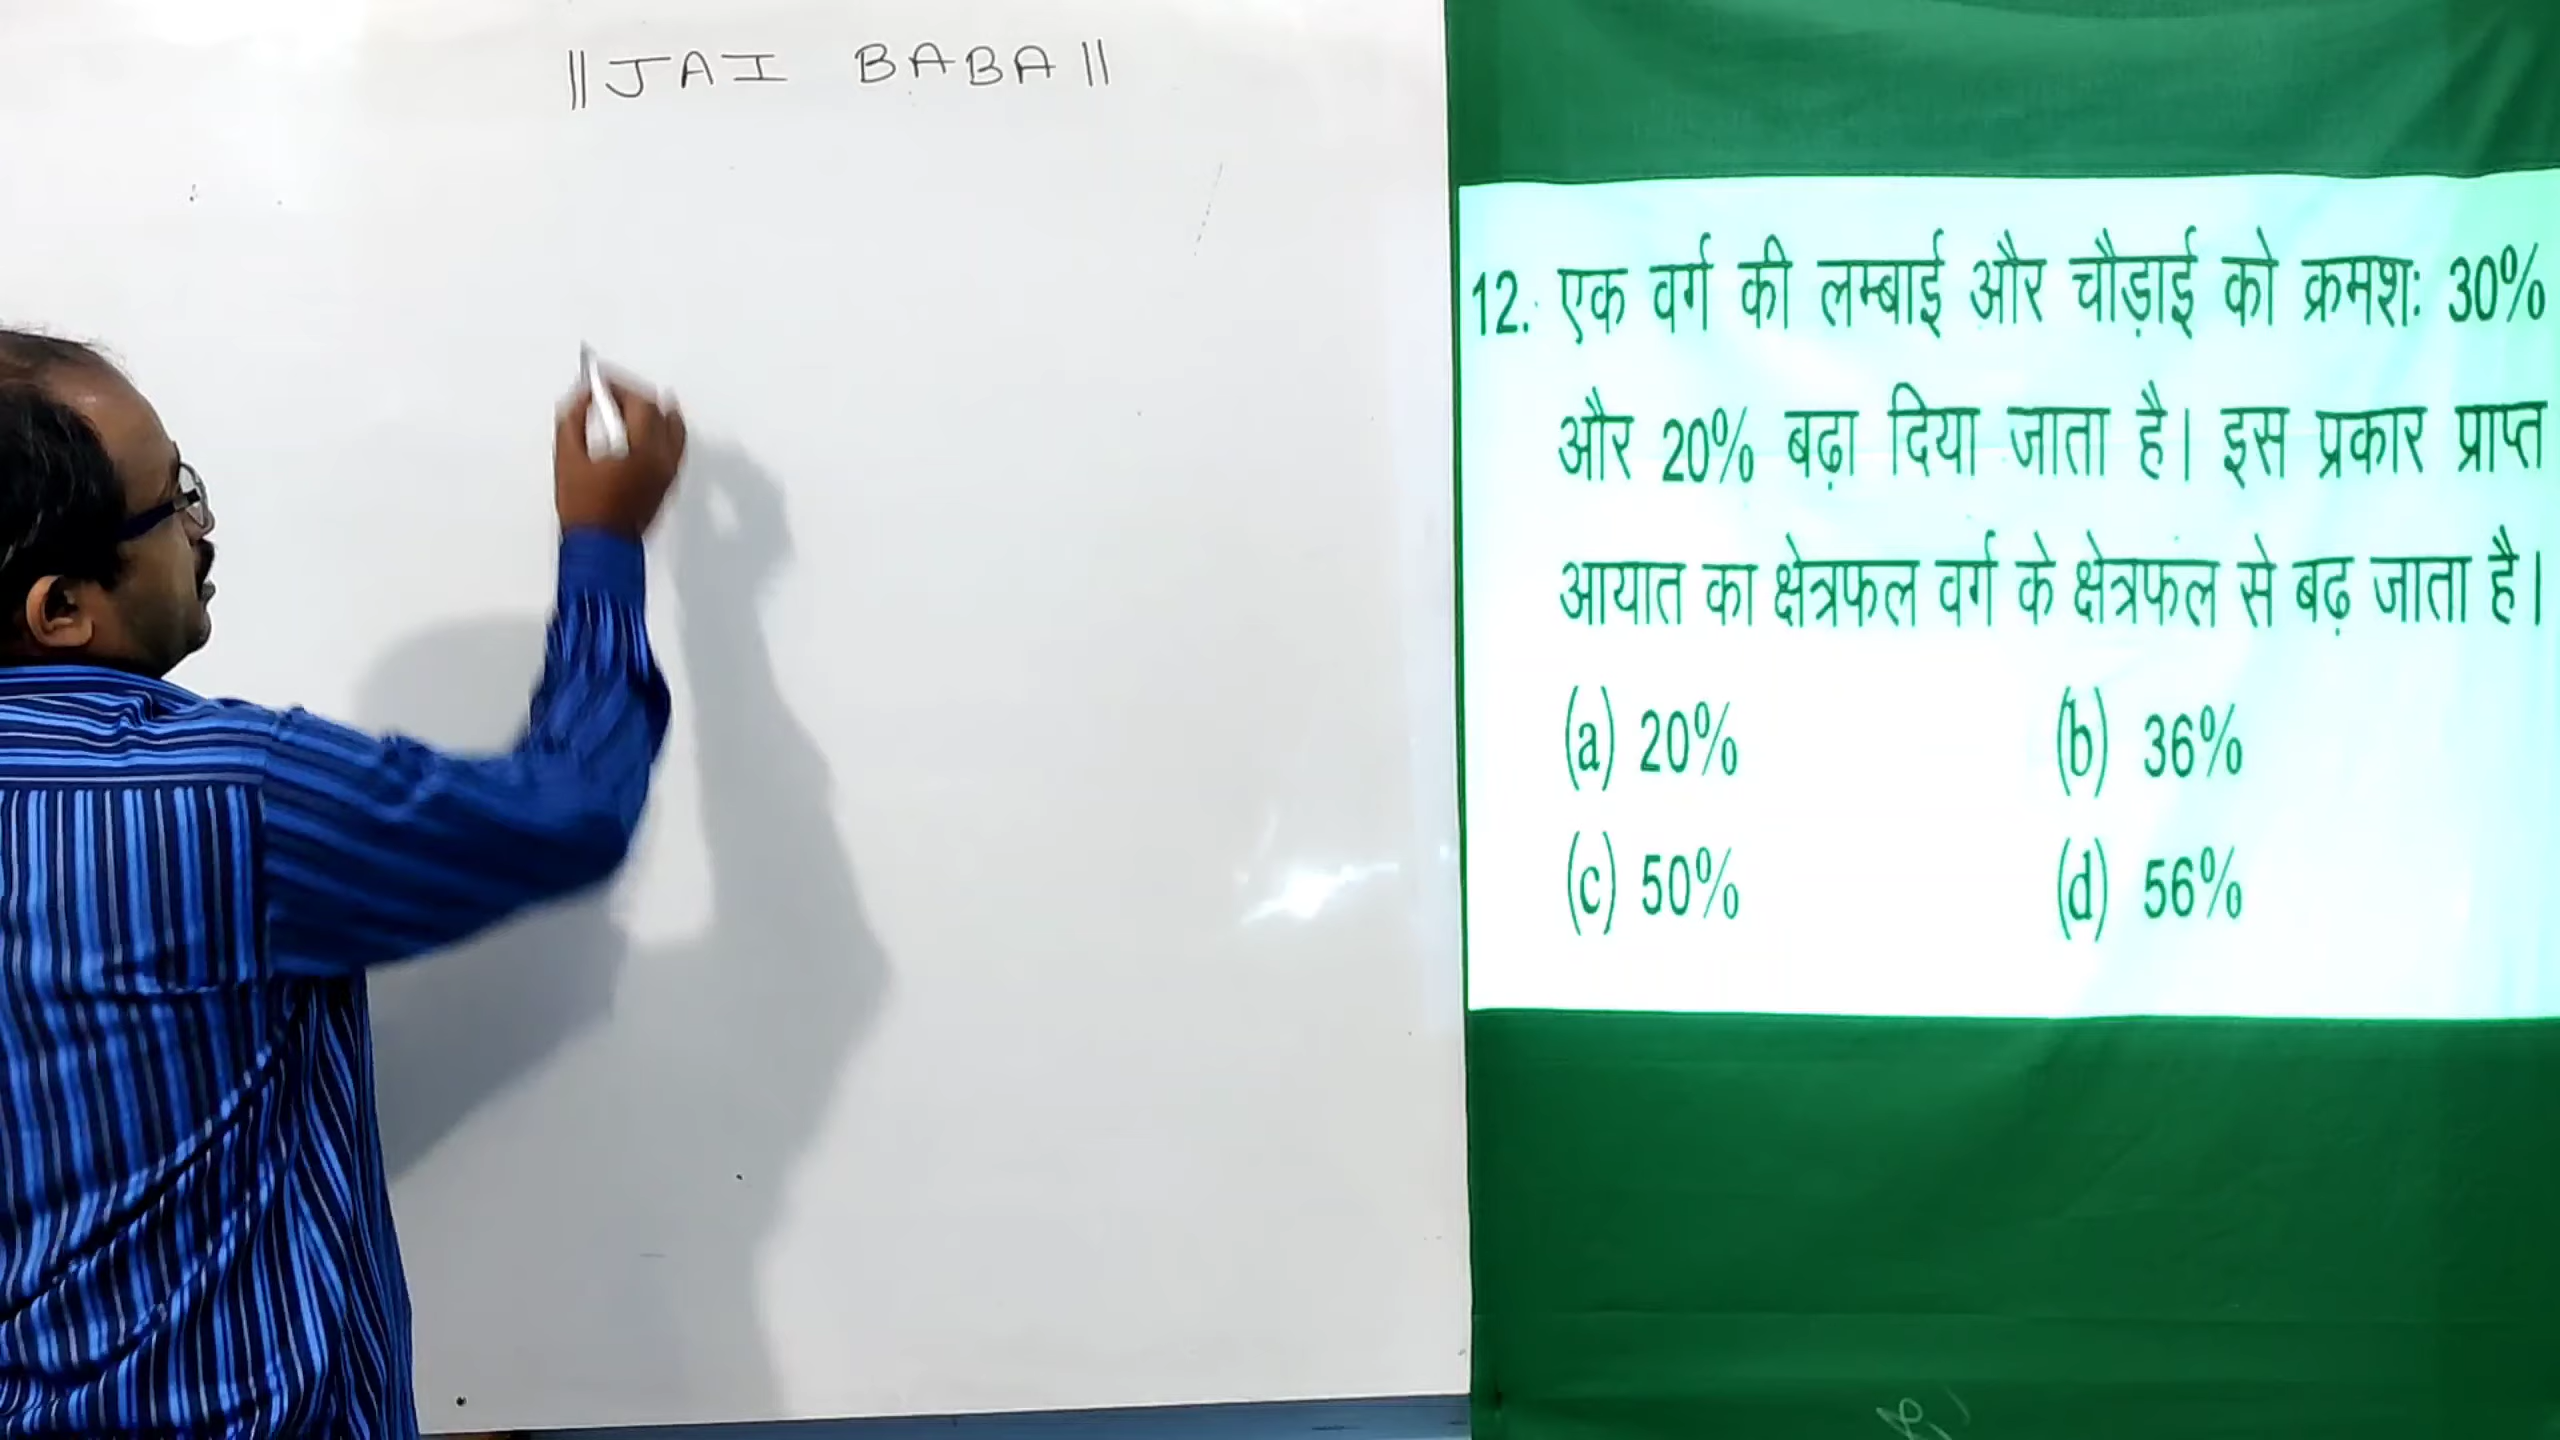 ||JAI BABA||
12. एक वर्ग की लम्बाई और चौड़ाई को क्रमशः 30%
और 20% बढ़ा दिया जाता है। इस प्रकार प्राप्त
आयात का क्षेत्रफल वर्ग के क्षेत्रफल से बढ़ जाता है।
(a) 20% (b) 36%
(c) 50% (d) 56%